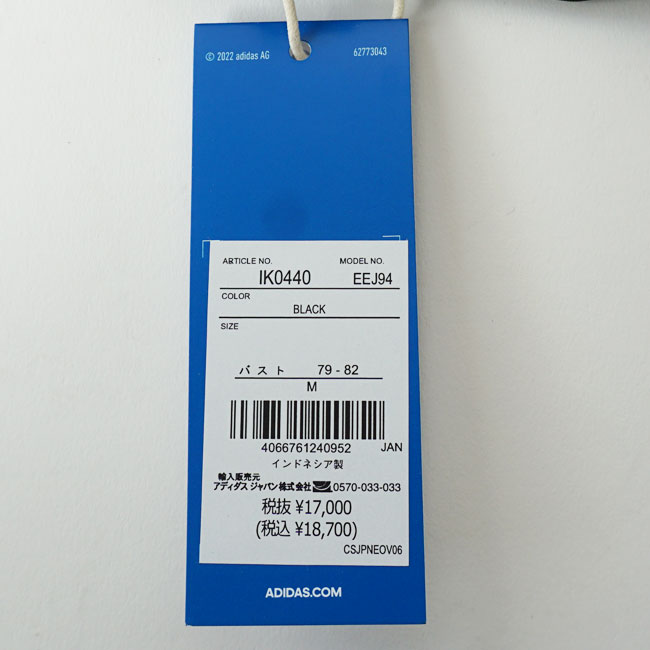 © 2022 adidas AG 62773043
ARTICLE NO. MODEL NO.
IK0440 EEJ94
COLOR
BLACK
SIZE
バスト 79 - 82
M
4066761240952 JAN
インドネシア製
輸入販売元
アディダス ジャパン株式会社 0570-033-033
税抜 ¥17,000
(税込 ¥18,700)
CSJPNEOV06
ADIDAS.COM